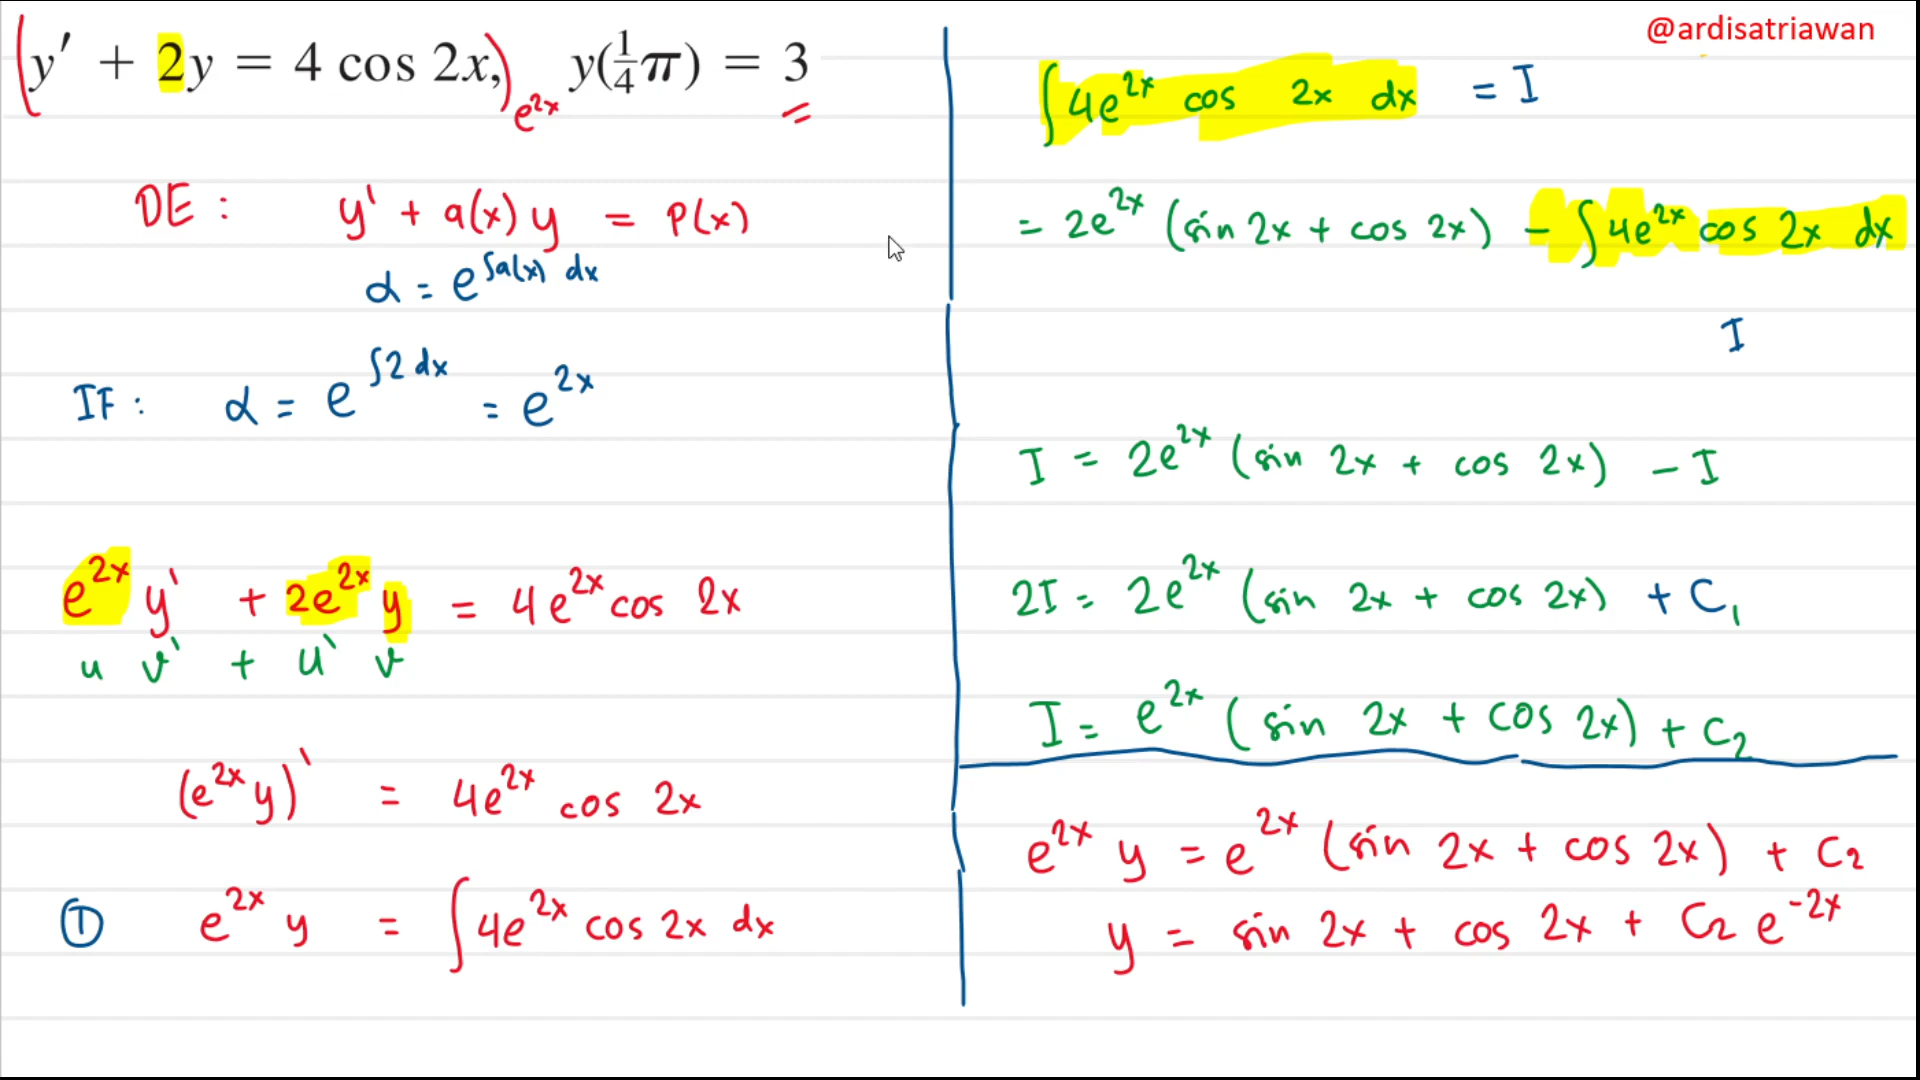 @ardisatriawan
(y′ + 2y = 4 cos 2x,) e^{2x} y(¼π) = 3
DE : y' + a(x) y = P(x)
α = e^{∫a(x) dx}
IF : α = e^{∫2 dx} = e^{2x}
e^{2x} y' + 2e^{2x} y = 4e^{2x} cos 2x
u v' + u' v
(e^{2x} y)' = 4e^{2x} cos 2x
① e^{2x} y = ∫ 4e^{2x} cos 2x dx
∫ 4e^{2x} cos 2x dx = I
= 2e^{2x} (sin 2x + cos 2x) - ∫ 4e^{2x} cos 2x dx
I
I = 2e^{2x} (sin 2x + cos 2x) - I
2I = 2e^{2x} (sin 2x + cos 2x) + C₁
I = e^{2x} (sin 2x + cos 2x) + C₂
e^{2x} y = e^{2x} (sin 2x + cos 2x) + C₂
y = sin 2x + cos 2x + C₂ e^{-2x}